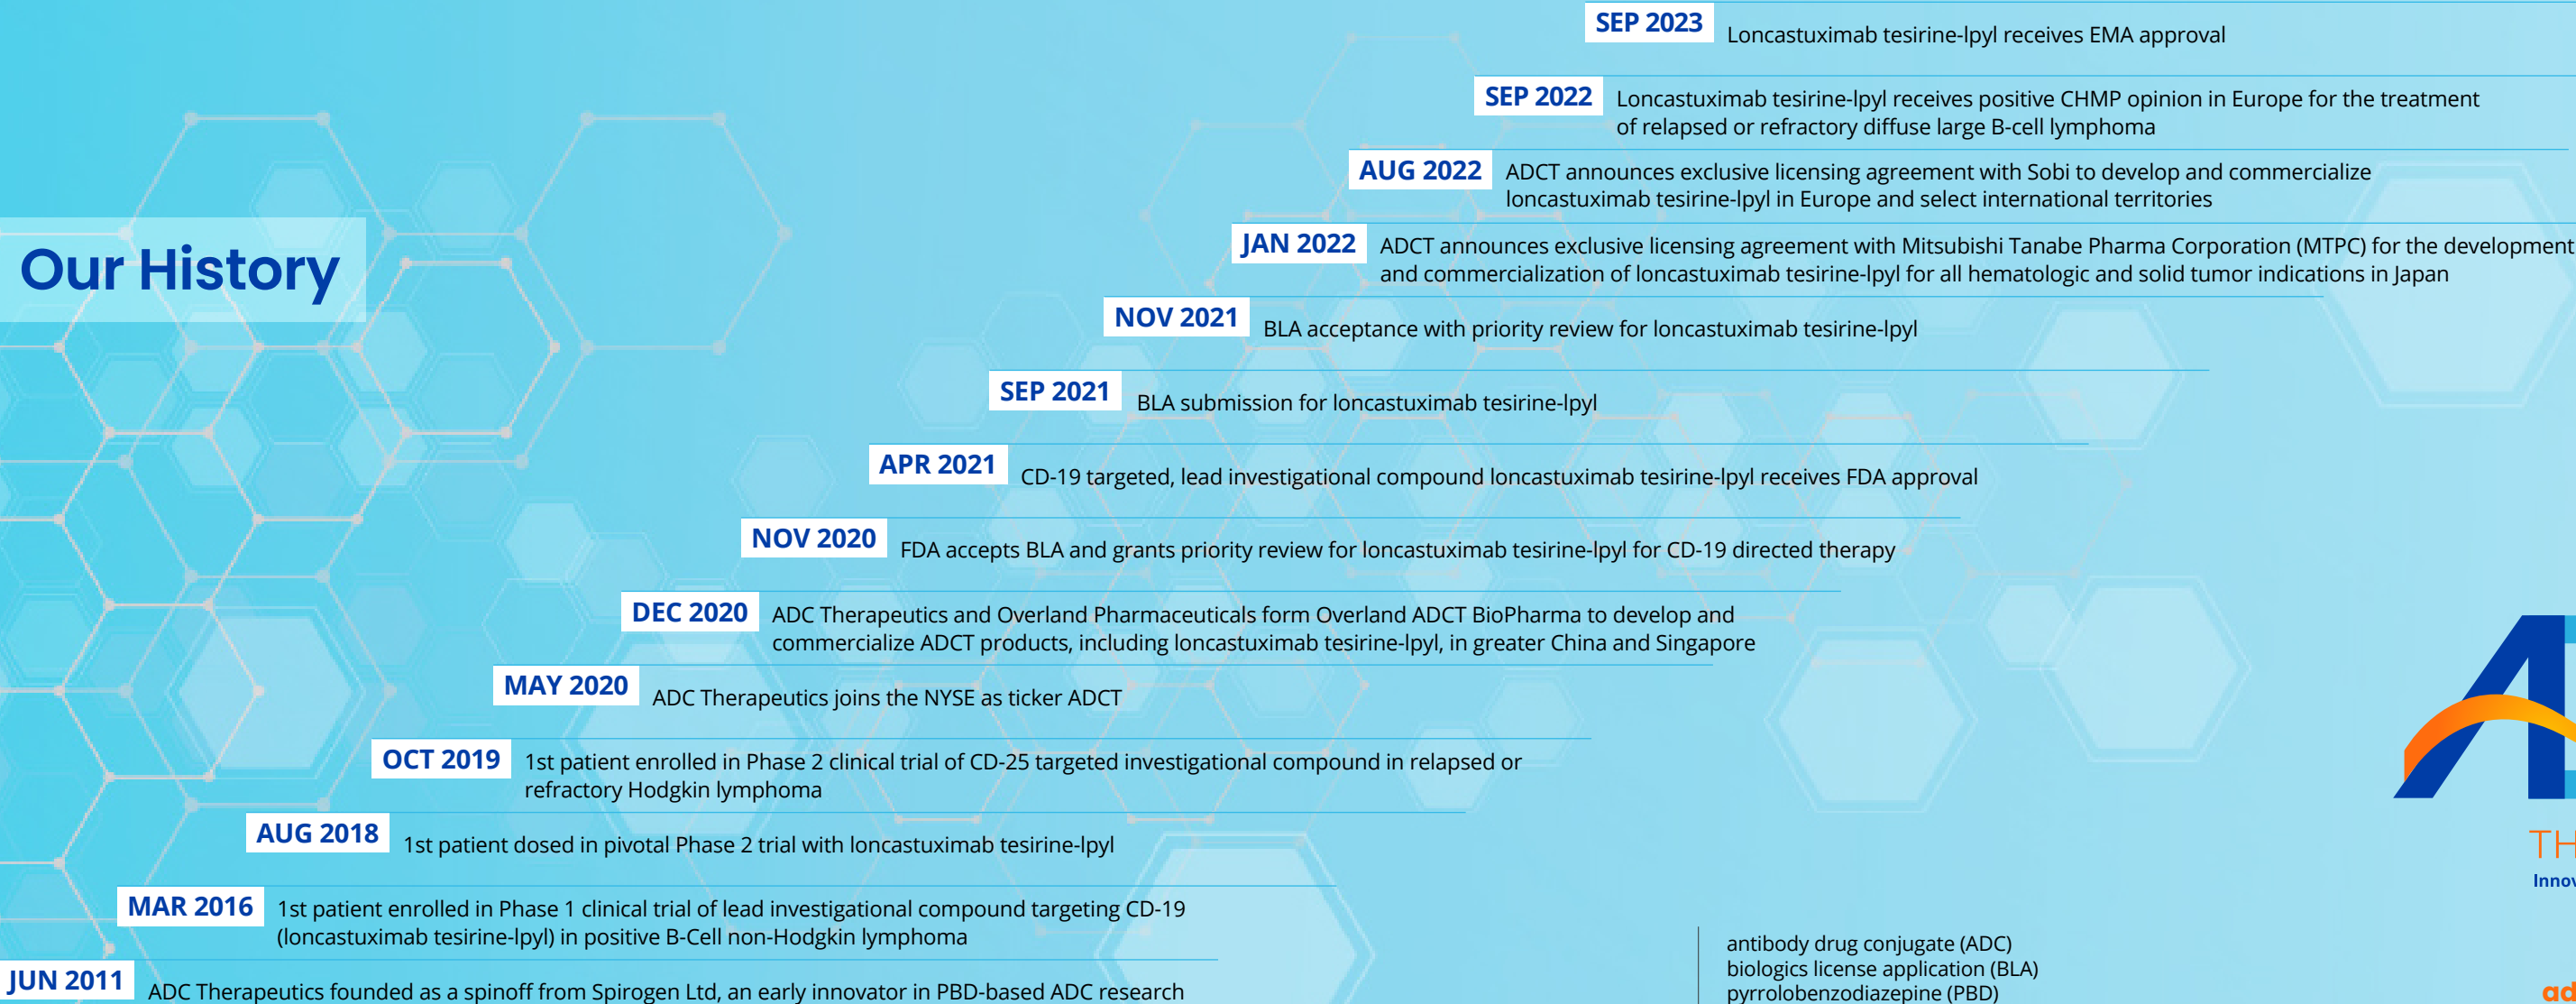 Our History
SEP 2023
Loncastuximab tesirine-lpyl receives EMA approval
SEP 2022
Loncastuximab tesirine-lpyl receives positive CHMP opinion in Europe for the treatment
of relapsed or refractory diffuse large B-cell lymphoma
AUG 2022
ADCT announces exclusive licensing agreement with Sobi to develop and commercialize
loncastuximab tesirine-lpyl in Europe and select international territories
JAN 2022
ADCT announces exclusive licensing agreement with Mitsubishi Tanabe Pharma Corporation (MTPC) for the development
and commercialization of loncastuximab tesirine-lpyl for all hematologic and solid tumor indications in Japan
NOV 2021
BLA acceptance with priority review for loncastuximab tesirine-lpyl
SEP 2021
BLA submission for loncastuximab tesirine-lpyl
APR 2021
CD-19 targeted, lead investigational compound loncastuximab tesirine-lpyl receives FDA approval
NOV 2020
FDA accepts BLA and grants priority review for loncastuximab tesirine-lpyl for CD-19 directed therapy
DEC 2020
ADC Therapeutics and Overland Pharmaceuticals form Overland ADCT BioPharma to develop and
commercialize ADCT products, including loncastuximab tesirine-lpyl, in greater China and Singapore
MAY 2020
ADC Therapeutics joins the NYSE as ticker ADCT
OCT 2019
1st patient enrolled in Phase 2 clinical trial of CD-25 targeted investigational compound in relapsed or
refractory Hodgkin lymphoma
AUG 2018
1st patient dosed in pivotal Phase 2 trial with loncastuximab tesirine-lpyl
MAR 2016
1st patient enrolled in Phase 1 clinical trial of lead investigational compound targeting CD-19
(loncastuximab tesirine-lpyl) in positive B-Cell non-Hodgkin lymphoma
JUN 2011
ADC Therapeutics founded as a spinoff from Spirogen Ltd, an early innovator in PBD-based ADC research
antibody drug conjugate (ADC)
biologics license application (BLA)
pyrrolobenzodiazepine (PBD)